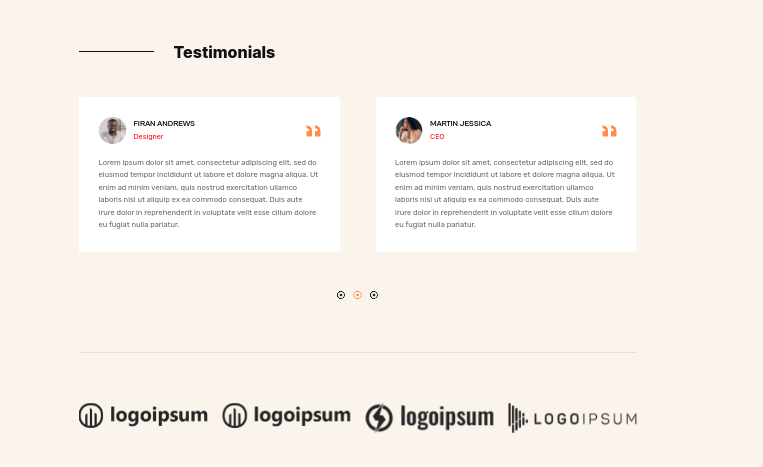 Testimonials
FIRAN ANDREWS
Designer
Lorem ipsum dolor sit amet, consectetur adipiscing elit, sed do
eiusmod tempor incididunt ut labore et dolore magna aliqua. Ut
enim ad minim veniam, quis nostrud exercitation ullamco
laboris nisi ut aliquip ex ea commodo consequat. Duis aute
irure dolor in reprehenderit in voluptate velit esse cillum dolore
eu fugiat nulla pariatur.
MARTIN JESSICA
CEO
Lorem ipsum dolor sit amet, consectetur adipiscing elit, sed do
eiusmod tempor incididunt ut labore et dolore magna aliqua. Ut
enim ad minim veniam, quis nostrud exercitation ullamco
laboris nisi ut aliquip ex ea commodo consequat. Duis aute
irure dolor in reprehenderit in voluptate velit esse cillum dolore
eu fugiat nulla pariatur.
logoipsum
logoipsum
logoipsum
LOGOIPSUM